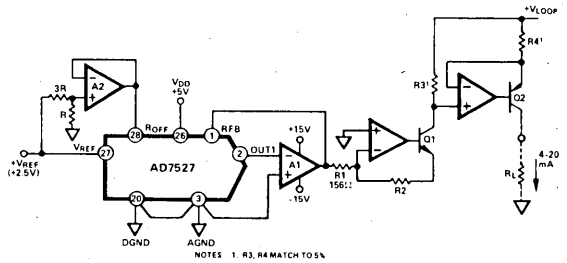 +VLOOP
R4¹
R3¹
Q2
3R
R
A2
VDD
+5V
28
ROFF
26
1
RFB
VREF
27
+VREF
(+2.5V)
AD7527
2
OUT1
+15V
A1
-15V
R1
156Ω
Q1
R2
4-20
mA
RL
20
3
DGND
AGND
NOTES 1. R3, R4 MATCH TO 5%